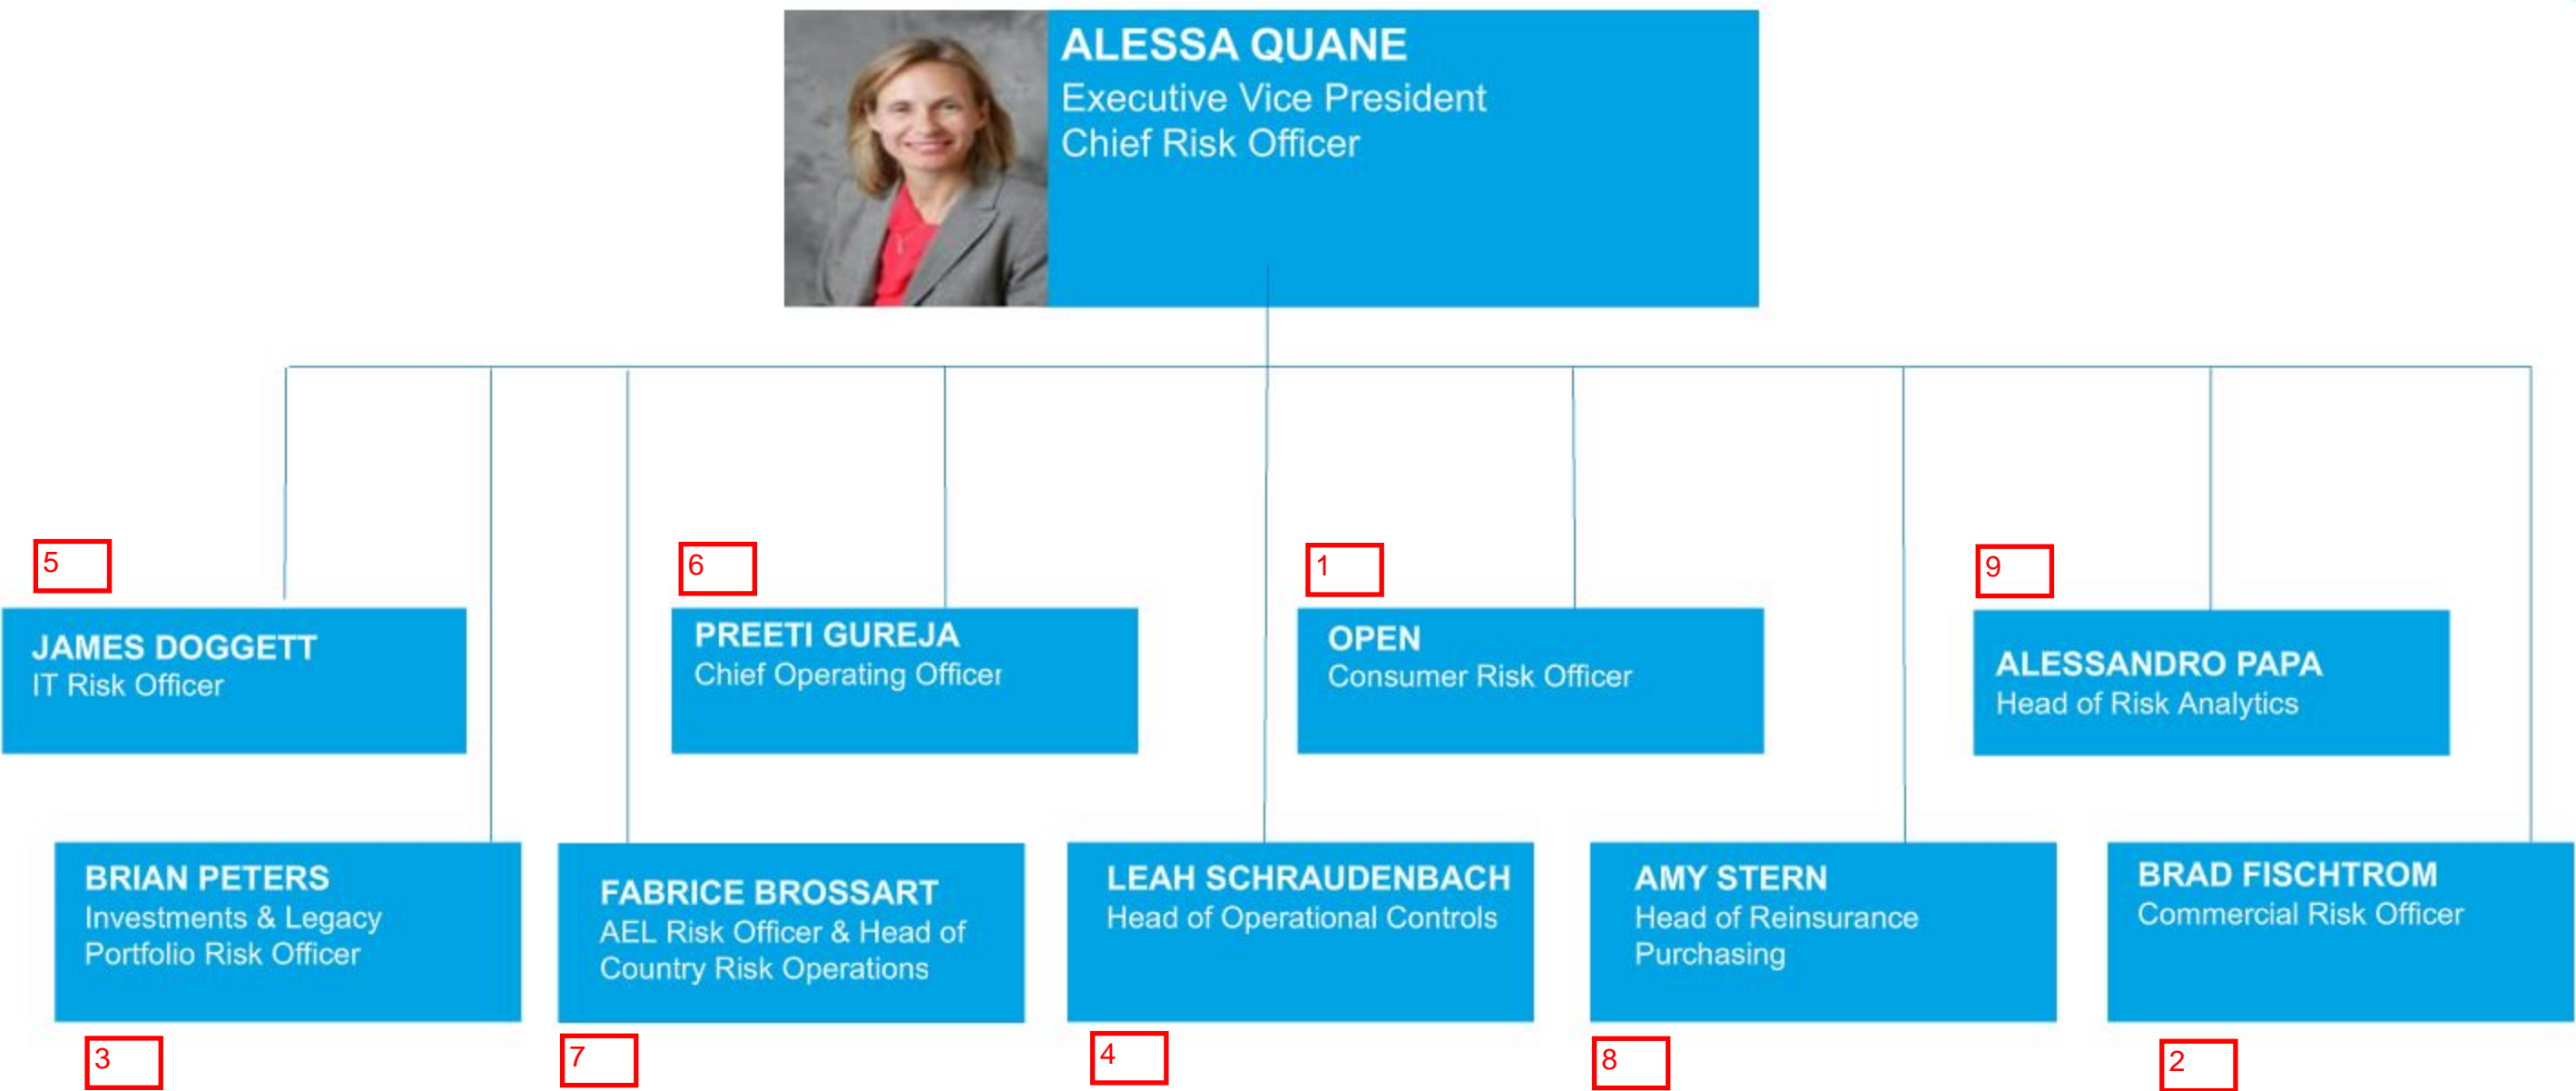 ALESSA QUANE
Executive Vice President
Chief Risk Officer
5
JAMES DOGGETT
IT Risk Officer
6
PREETI GUREJA
Chief Operating Officer
1
OPEN
Consumer Risk Officer
9
ALESSANDRO PAPA
Head of Risk Analytics
BRIAN PETERS
Investments & Legacy
Portfolio Risk Officer
3
FABRICE BROSSART
AEL Risk Officer & Head of
Country Risk Operations
7
LEAH SCHRAUDENBACH
Head of Operational Controls
4
AMY STERN
Head of Reinsurance
Purchasing
8
BRAD FISCHTROM
Commercial Risk Officer
2